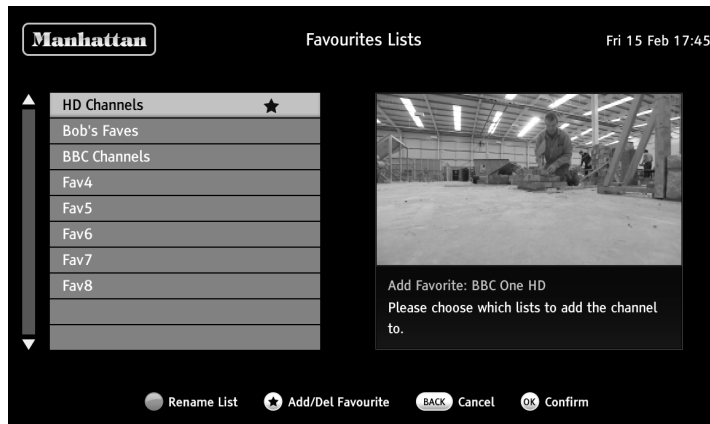 Manhattan
Favourites Lists
Fri 15 Feb 17:45
HD Channels
Bob's Faves
BBC Channels
Fav4
Fav5
Fav6
Fav7
Fav8
Add Favorite: BBC One HD
Please choose which lists to add the channel
to.
Rename List
Add/Del Favourite
BACK Cancel
OK Confirm